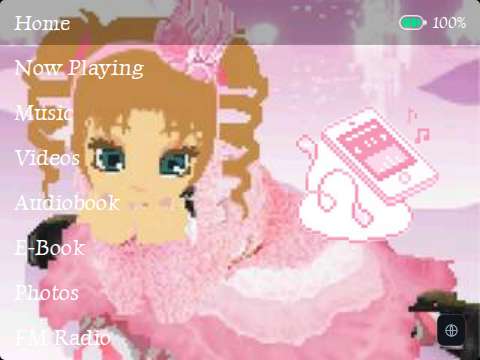 Home
100%
Now Playing
Music
Videos
Audiobook
E-Book
Photos
FM Radio